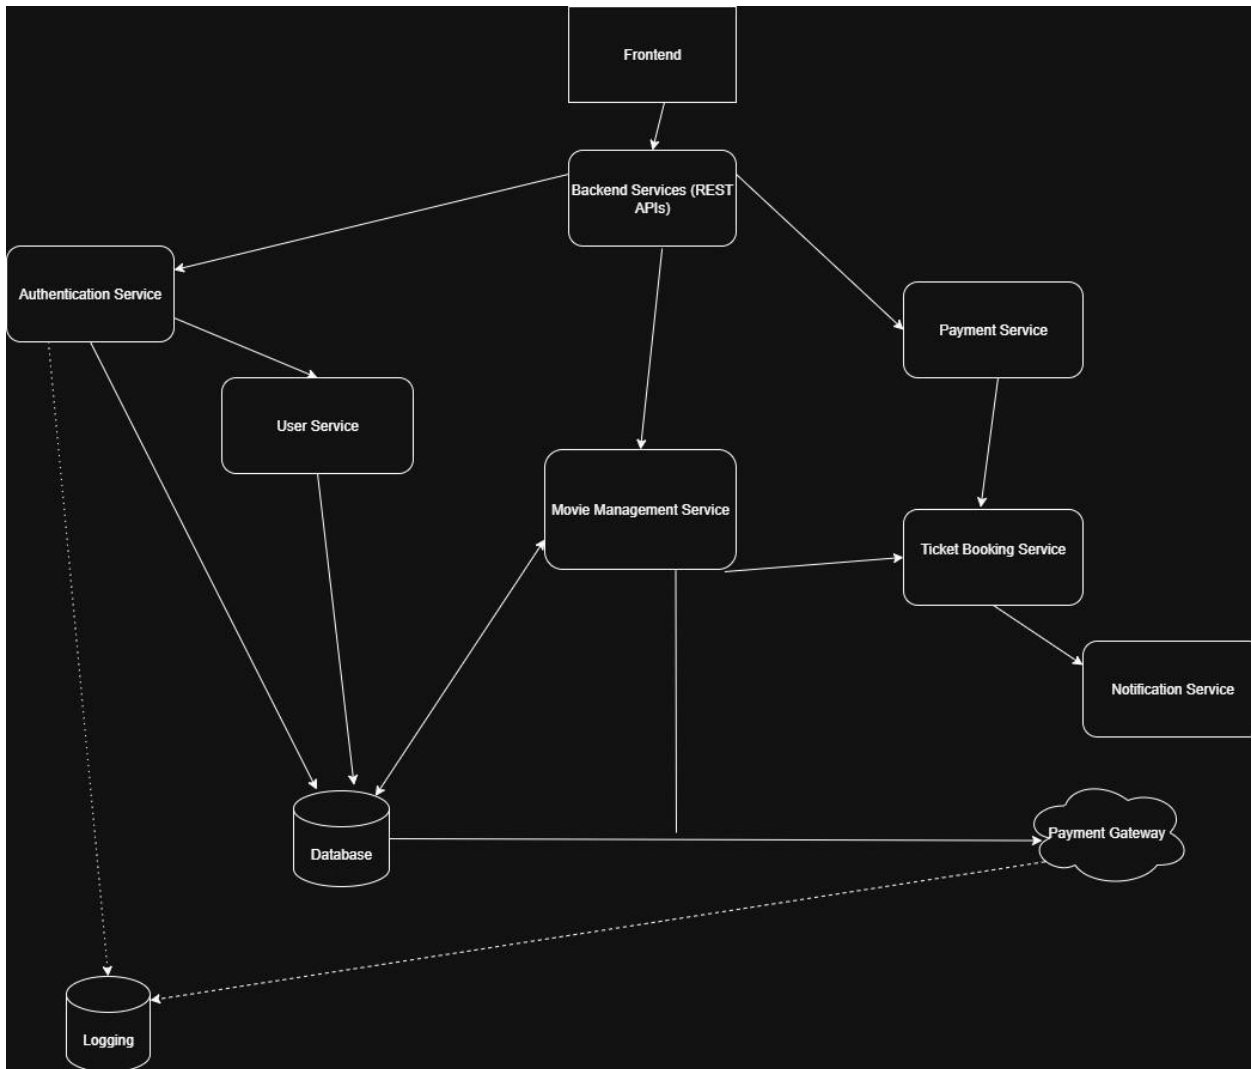 Frontend
Backend Services (REST
APIs)
Authentication Service
Payment Service
User Service
Movie Management Service
Ticket Booking Service
Notification Service
Payment Gateway
Database
Logging